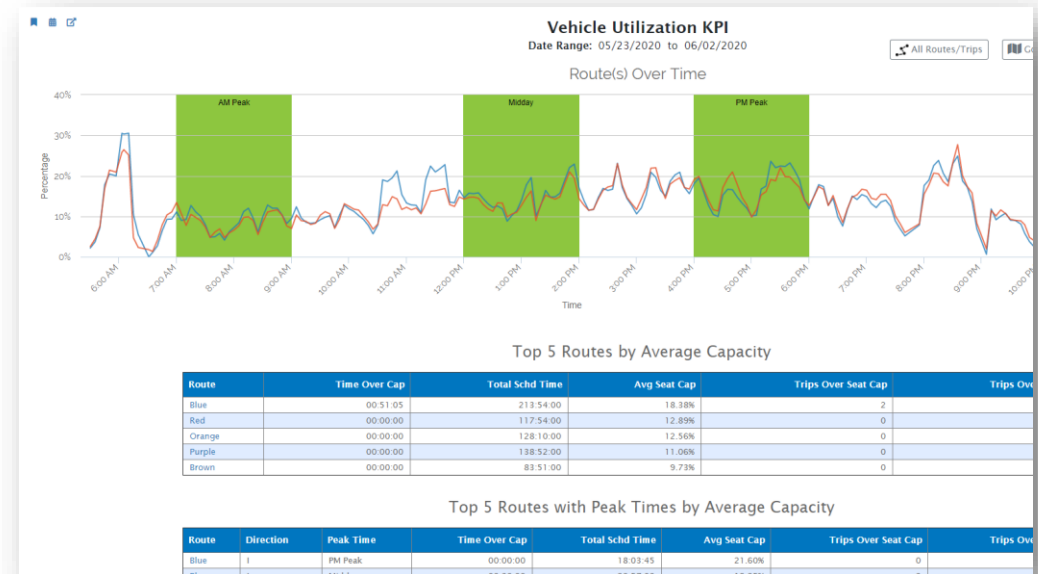 Vehicle Utilization KPI
Date Range: 05/23/2020 to 06/02/2020
All Routes/Trips
Route(s) Over Time
40%
30%
20%
10%
0%
Percentage
AM Peak
Midday
PM Peak
6:00 AM
7:00 AM
8:00 AM
9:00 AM
10:00 AM
11:00 AM
12:00 PM
1:00 PM
2:00 PM
3:00 PM
4:00 PM
5:00 PM
6:00 PM
7:00 PM
8:00 PM
9:00 PM
10:00 PM
Time
Top 5 Routes by Average Capacity
Route Time Over Cap Total Schd Time Avg Seat Cap Trips Over Seat Cap Trips
Blue 00:51:05 213:54:00 18.38% 2
Red 00:00:00 117:54:00 12.89% 0
Orange 00:00:00 128:10:00 12.56% 0
Purple 00:00:00 138:52:00 11.06% 0
Brown 00:00:00 83:51:00 9.73% 0
Top 5 Routes with Peak Times by Average Capacity
Route Direction Peak Time Time Over Cap Total Schd Time Avg Seat Cap Trips Over Seat Cap Trips
Blue I PM Peak 00:00:00 18:03:45 21.60% 0